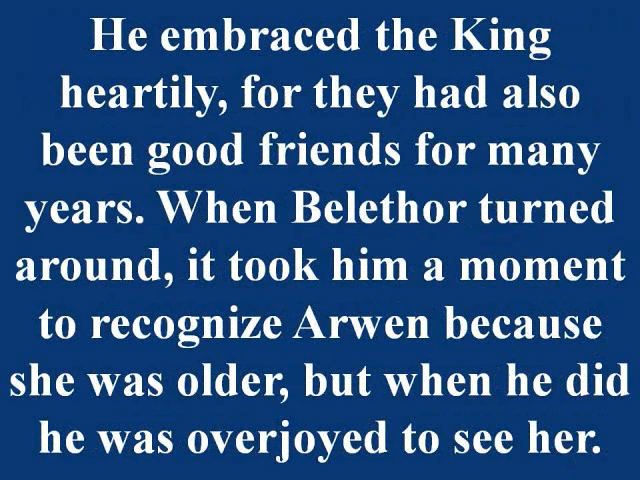 He embraced the King
heartily, for they had also
been good friends for many
years. When Belethor turned
around, it took him a moment
to recognize Arwen because
she was older, but when he did
he was overjoyed to see her.